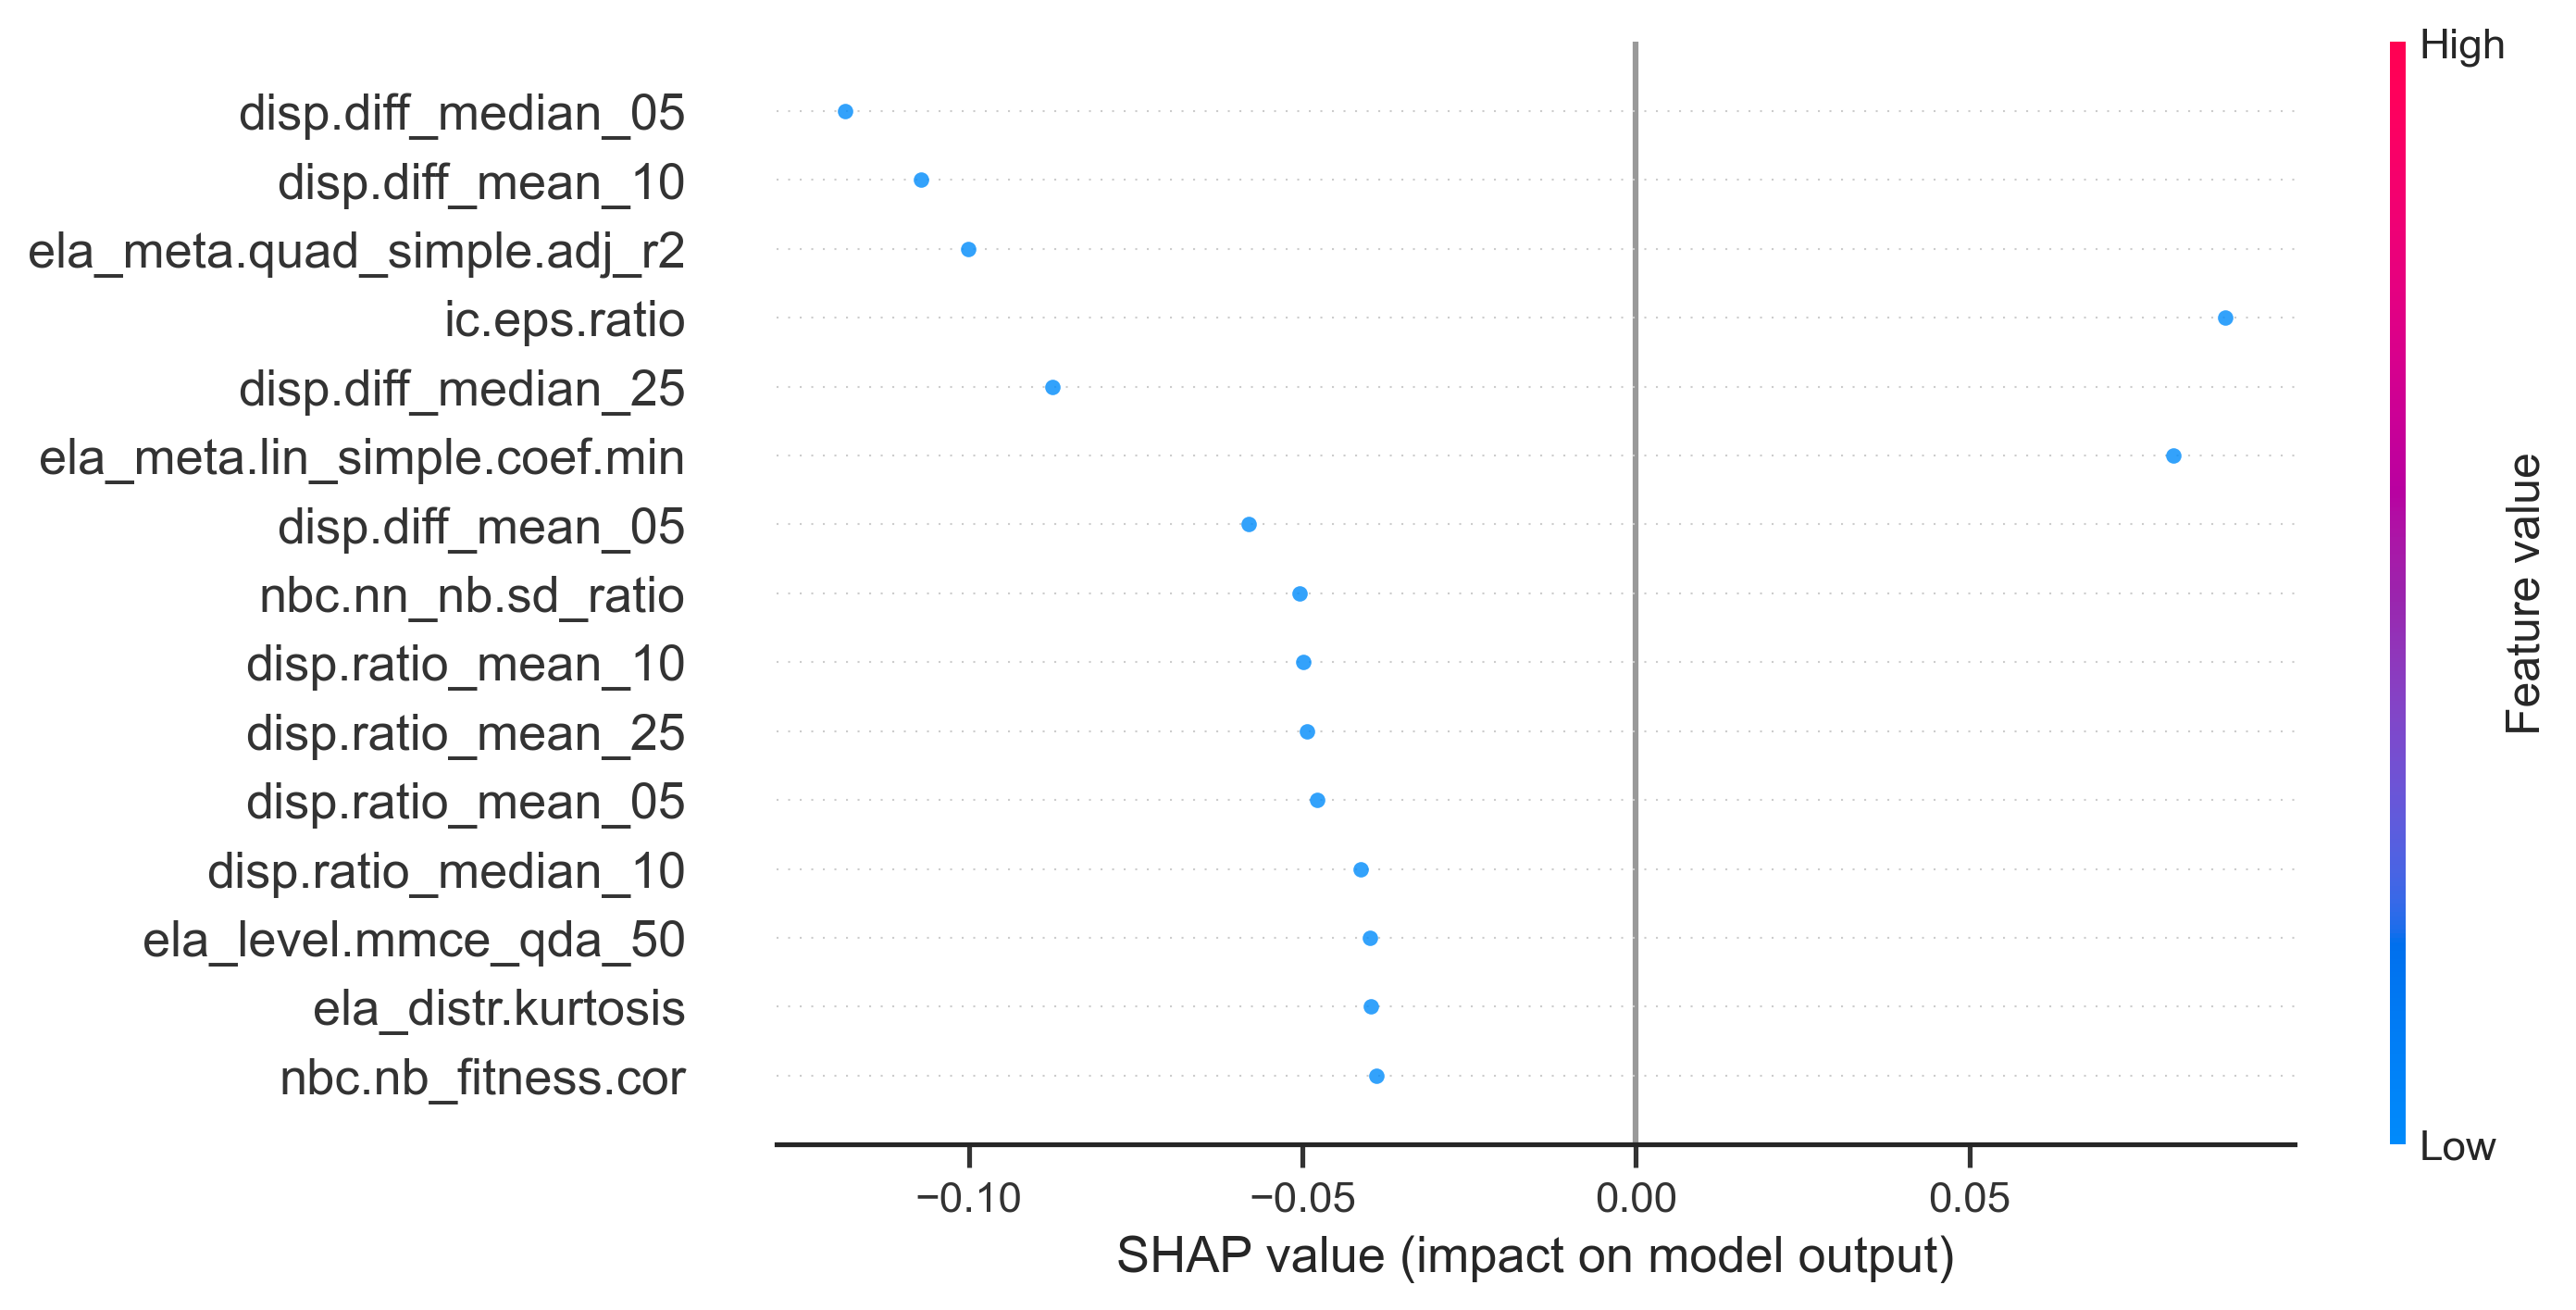 High
disp.diff_median_05
disp.diff_mean_10
ela_meta.quad_simple.adj_r2
ic.eps.ratio
disp.diff_median_25
ela_meta.lin_simple.coef.min
disp.diff_mean_05
nbc.nn_nb.sd_ratio
disp.ratio_mean_10
disp.ratio_mean_25
disp.ratio_mean_05
disp.ratio_median_10
ela_level.mmce_qda_50
ela_distr.kurtosis
nbc.nb_fitness.cor
Feature value
Low
−0.10 −0.05 0.00 0.05
SHAP value (impact on model output)